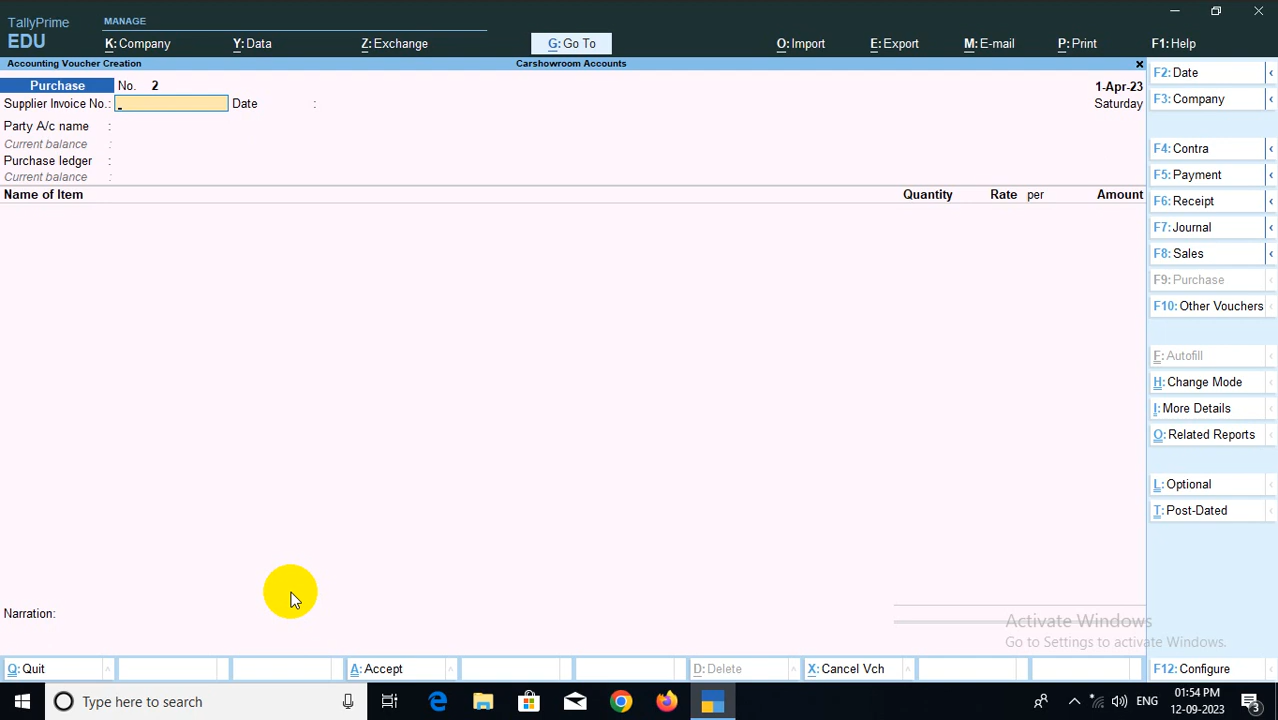 TallyPrime
EDU
MANAGE
K: Company
Y: Data
Z: Exchange
G: Go To
O: Import
E: Export
M: E-mail
P: Print
F1: Help
Accounting Voucher Creation
Carshowroom Accounts
Purchase No. 2
1-Apr-23
Supplier Invoice No.:
Date :
Saturday
Party A/c name :
Current balance :
Purchase ledger :
Current balance :
Name of Item
Quantity
Rate per
Amount
F2: Date
F3: Company
F4: Contra
F5: Payment
F6: Receipt
F7: Journal
F8: Sales
F9: Purchase
F10: Other Vouchers
F: Autofill
H: Change Mode
I: More Details
O: Related Reports
L: Optional
T: Post-Dated
Narration:
Activate Windows
Go to Settings to activate Windows.
Q: Quit
A: Accept
D: Delete
X: Cancel Vch
F12: Configure
Type here to search
ENG
01:54 PM
12-09-2023
3